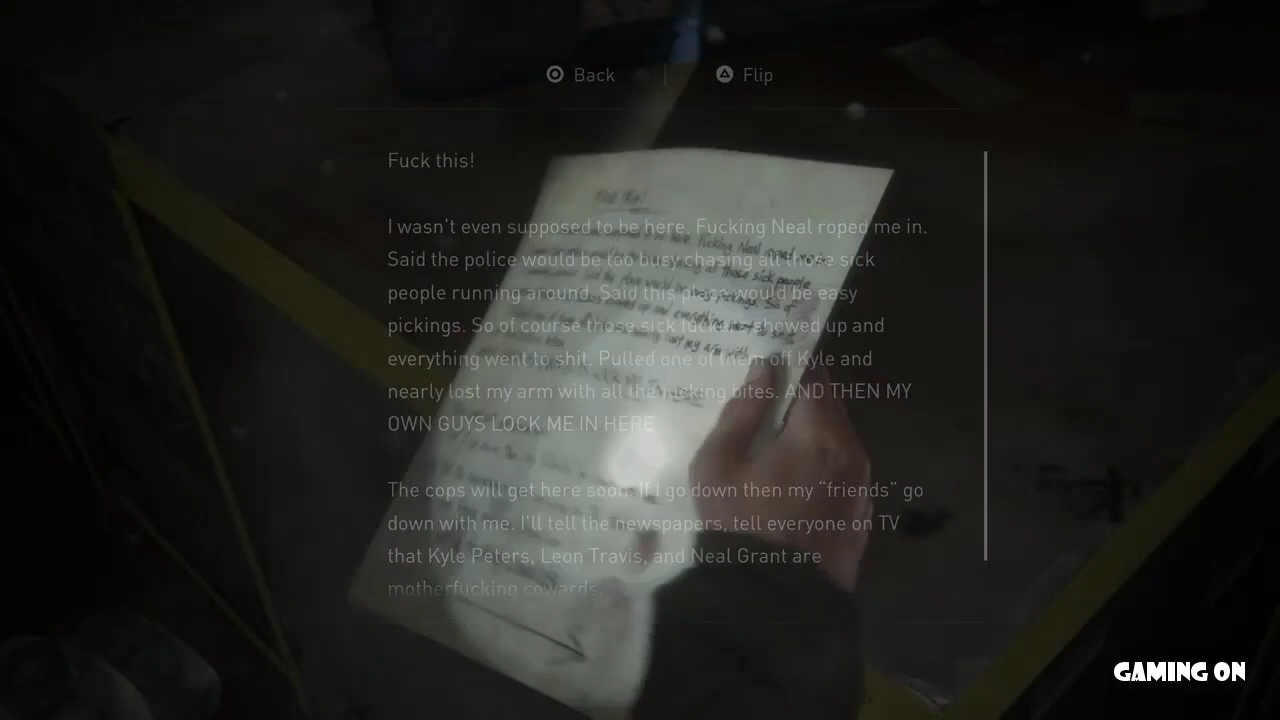 Back
Flip
Fuck this!
I wasn't even supposed to be here. Fucking Neal roped me in.
Said the police would be too busy chasing all those sick
people running around. Said this place would be easy
pickings. So of course those sick fuckers showed up and
everything went to shit. Pulled one of them off Kyle and
nearly lost my arm with all the fucking bites. AND THEN MY
OWN GUYS LOCK ME IN HERE.
The cops will get here soon. If I go down then my “friends” go
down with me. I'll tell the newspapers, tell everyone on TV
that Kyle Peters, Leon Travis, and Neal Grant are
motherfucking cowards.
GAMING ON